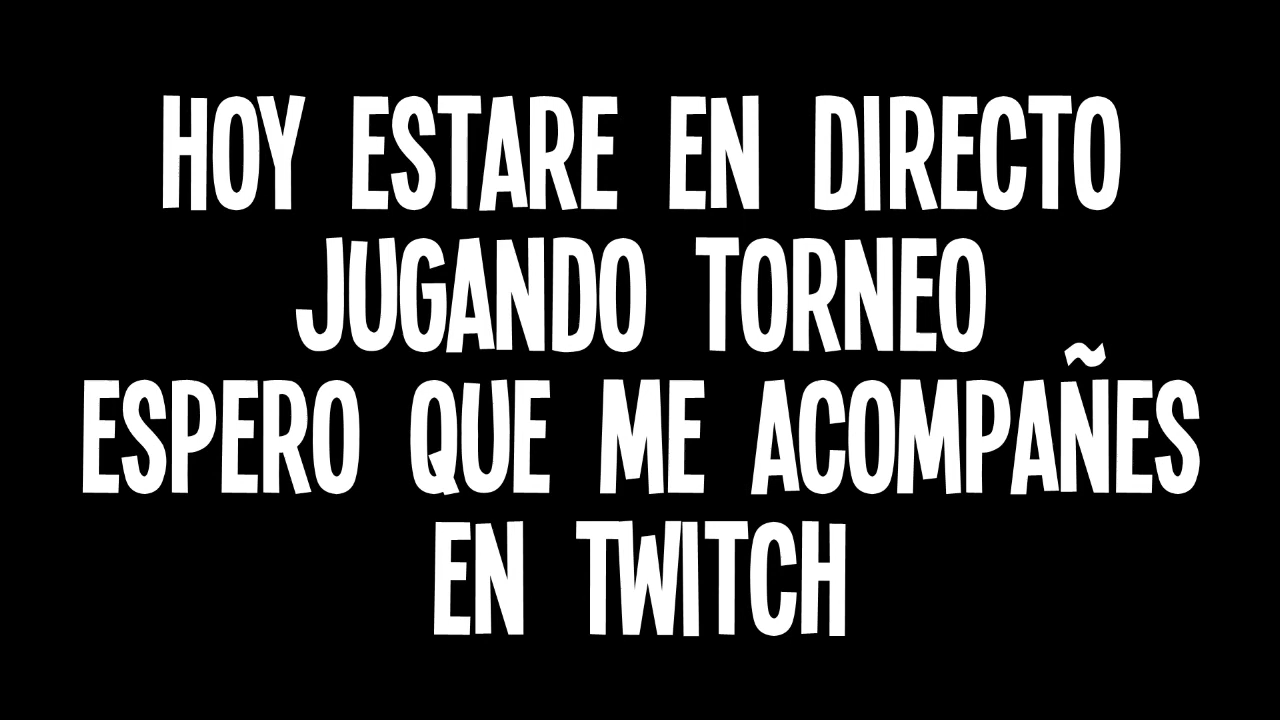 HOY ESTARE EN DIRECTO
JUGANDO TORNEO
ESPERO QUE ME ACOMPAÑES
EN TWITCH